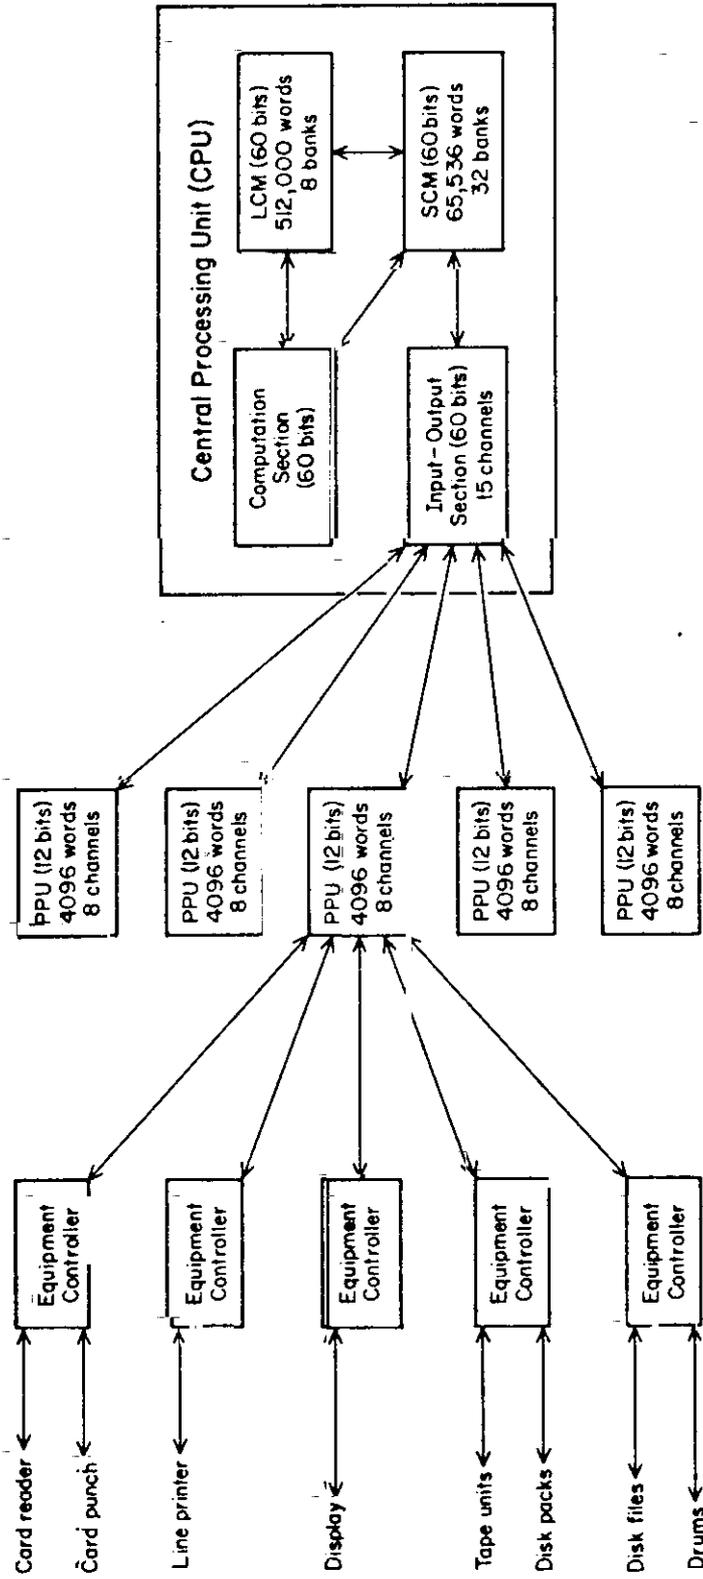 Central Processing Unit (CPU)
Computation
Section
(60 bits)
LCM (60 bits)
512,000 words
8 banks
Input-Output
Section (60 bits)
15 channels
SCM (60 bits)
65,536 words
32 banks
PPU (12 bits)
4096 words
8 channels
PPU (12 bits)
4096 words
8 channels
PPU (12 bits)
4096 words
8 channels
PPU (12 bits)
4096 words
8 channels
PPU (12 bits)
4096 words
8 channels
Equipment
Controller
Equipment
Controller
Equipment
Controller
Equipment
Controller
Equipment
Controller
Card reader
Card punch
Line printer
Display
Tape units
Disk packs
Disk files
Drums